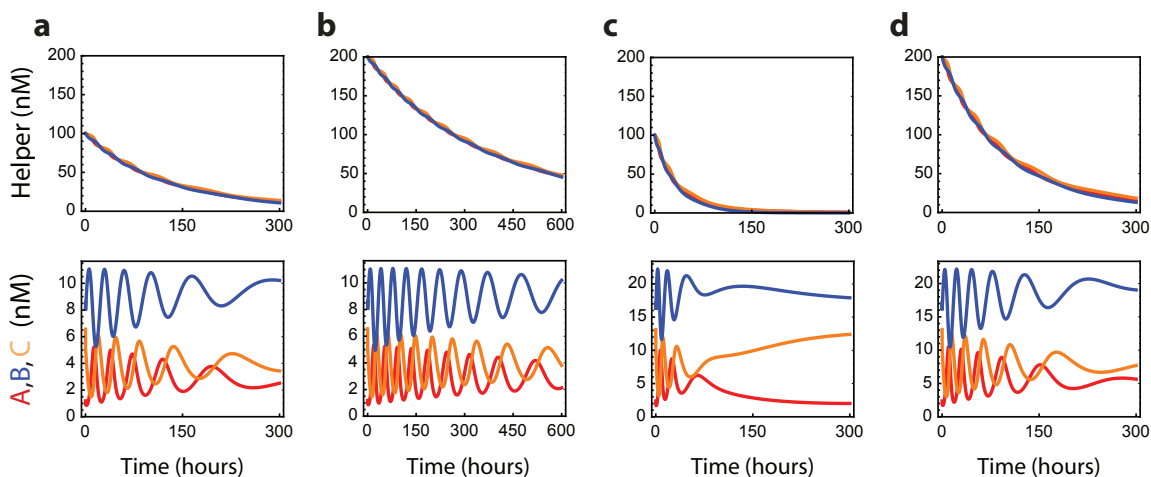 a b c d
Helper (nM)
200 200 200 200
150 150 150 150
100 100 100 100
50 50 50 50
0 0 0 0
0 150 300 0 150 300 450 600 0 150 300 0 150 300
A,B, C (nM)
10 10 20 20
8 8 15 15
6 6 10 10
4 4 5 5
2 2 0 0
0 0
0 150 300 0 150 300 450 600 0 150 300 0 150 300
Time (hours) Time (hours) Time (hours) Time (hours)